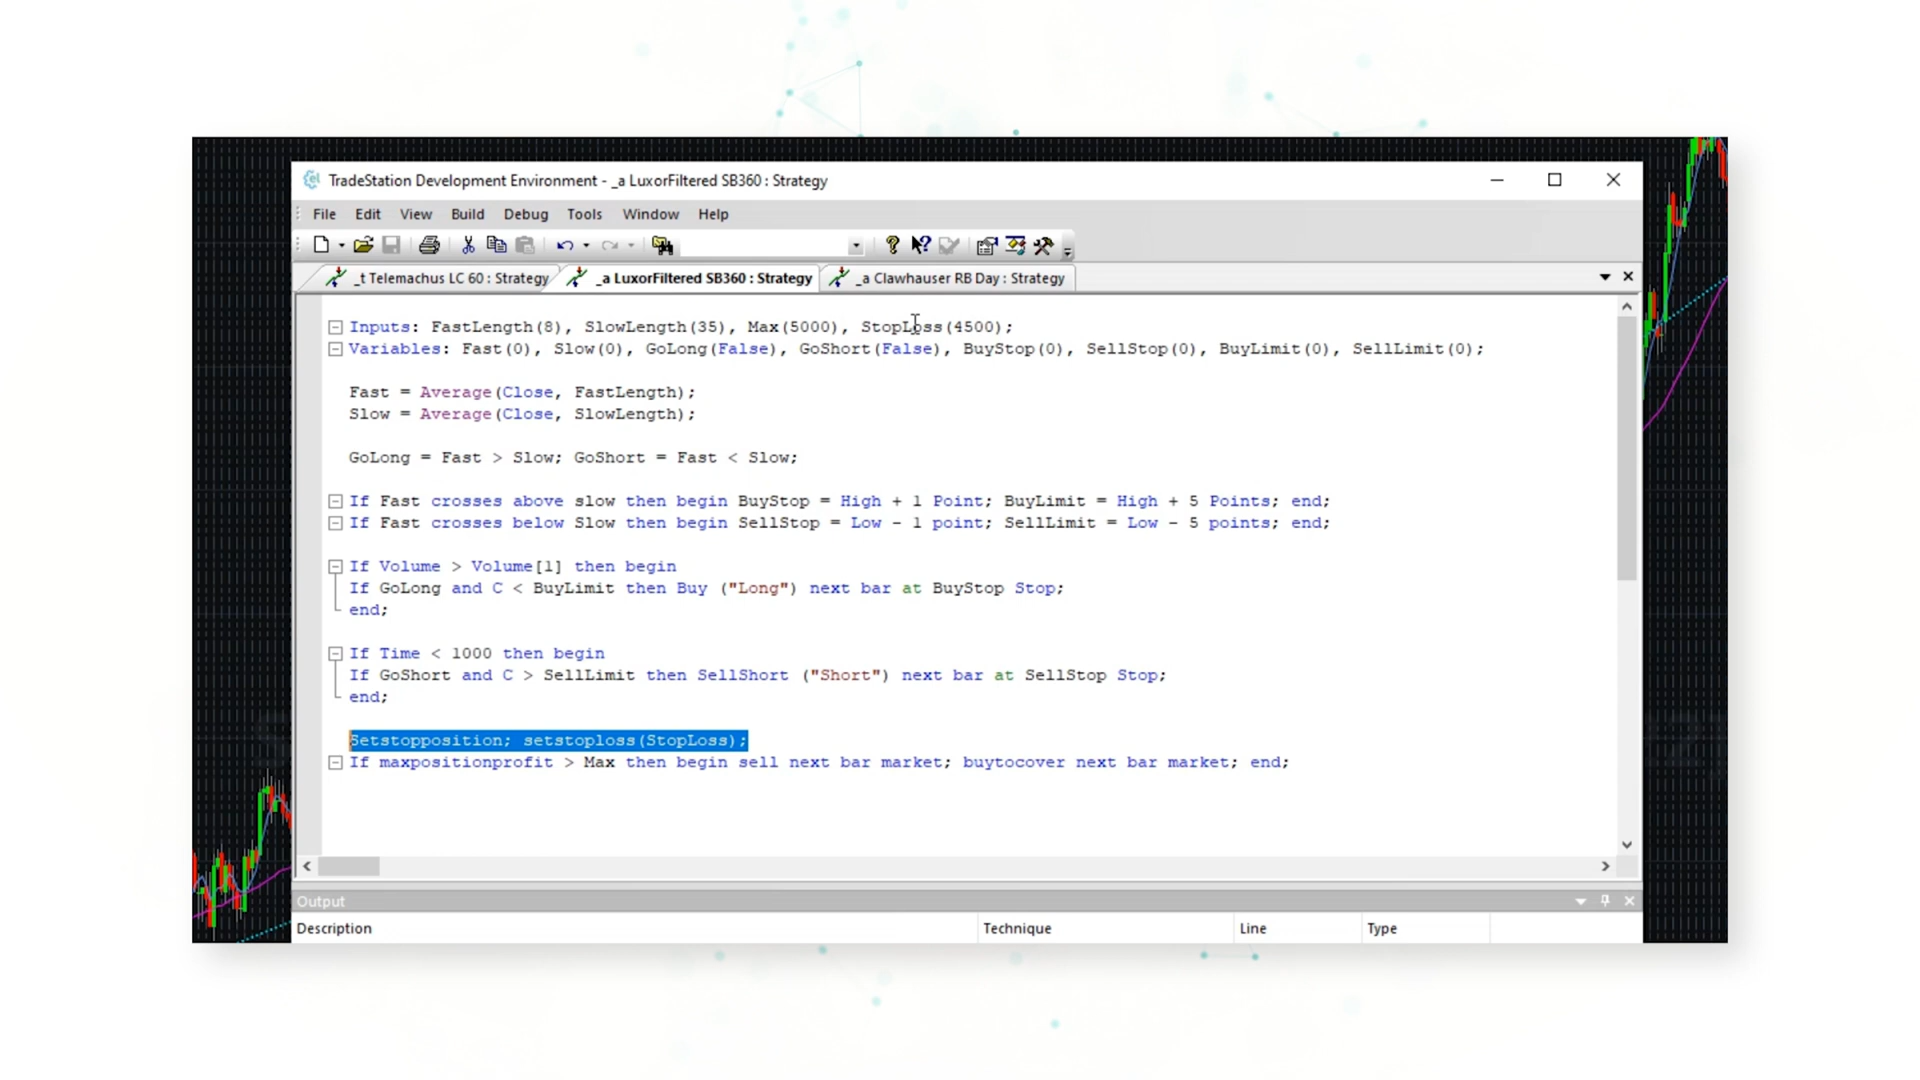 TradeStation Development Environment - _a LuxorFiltered SB360 : Strategy
File Edit View Build Debug Tools Window Help
_t Telemachus LC 60 : Strategy _a LuxorFiltered SB360 : Strategy _a Clawhauser RB Day : Strategy
Inputs: FastLength(8), SlowLength(35), Max(5000), StopLoss(4500);
Variables: Fast(0), Slow(0), GoLong(False), GoShort(False), BuyStop(0), SellStop(0), BuyLimit(0), SellLimit(0);
Fast = Average(Close, FastLength);
Slow = Average(Close, SlowLength);
GoLong = Fast > Slow; GoShort = Fast < Slow;
If Fast crosses above slow then begin BuyStop = High + 1 Point; BuyLimit = High + 5 Points; end;
If Fast crosses below Slow then begin SellStop = Low - 1 point; SellLimit = Low - 5 points; end;
If Volume > Volume[1] then begin
If GoLong and C < BuyLimit then Buy ("Long") next bar at BuyStop Stop;
end;
If Time < 1000 then begin
If GoShort and C > SellLimit then SellShort ("Short") next bar at SellStop Stop;
end;
Setstopposition; setstoploss(StopLoss);
If maxpositionprofit > Max then begin sell next bar market; buytocover next bar market; end;
Output
Description Technique Line Type